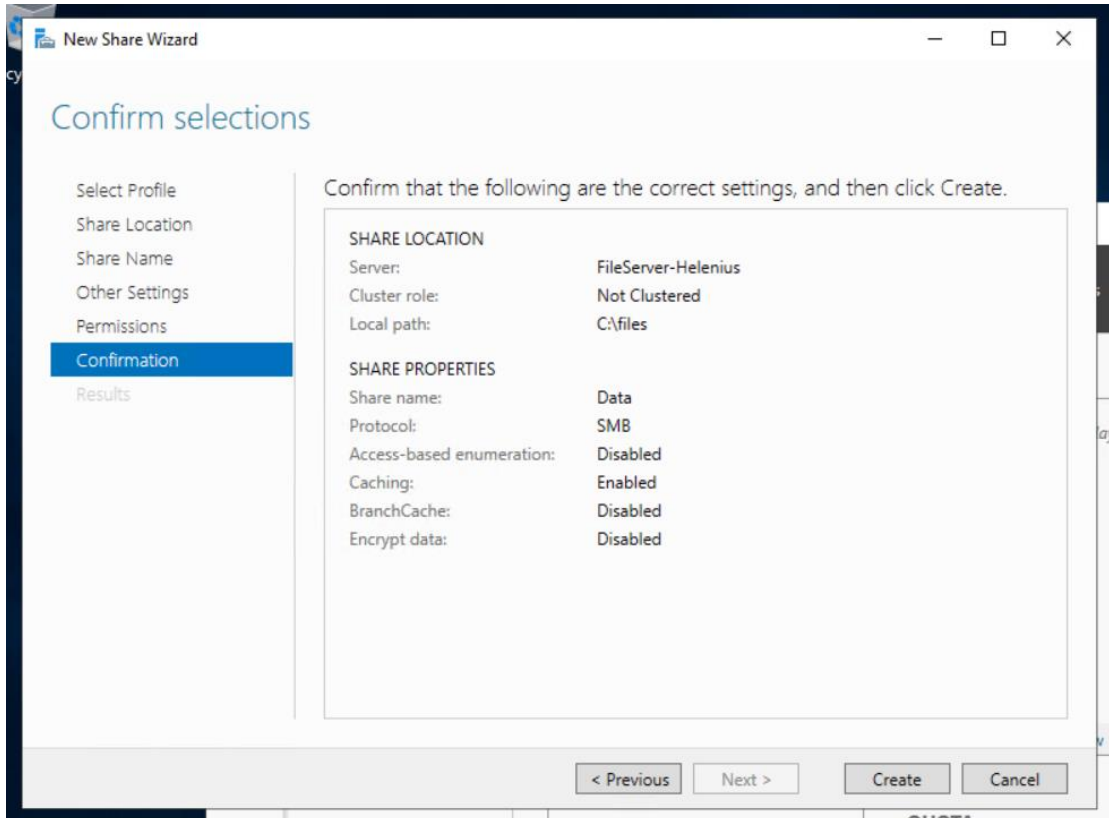 New Share Wizard
cy
Confirm selections
Select Profile
Share Location
Share Name
Other Settings
Permissions
Confirmation
Results
Confirm that the following are the correct settings, and then click Create.
SHARE LOCATION
Server: FileServer-Helenius
Cluster role: Not Clustered
Local path: C:\files
SHARE PROPERTIES
Share name: Data
Protocol: SMB
Access-based enumeration: Disabled
Caching: Enabled
BranchCache: Disabled
Encrypt data: Disabled
< Previous
Next >
Create
Cancel